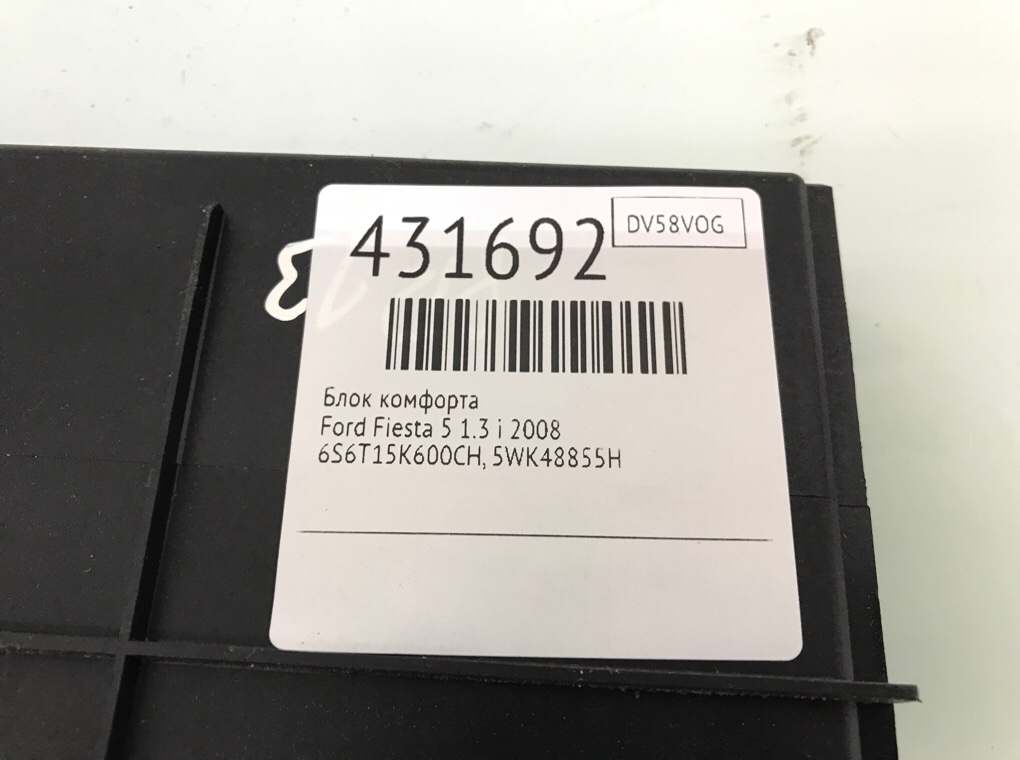 431692
DV58VOG
Блок комфорта
Ford Fiesta 5 1.3 i 2008
6S6T15K600CH, 5WK48855H